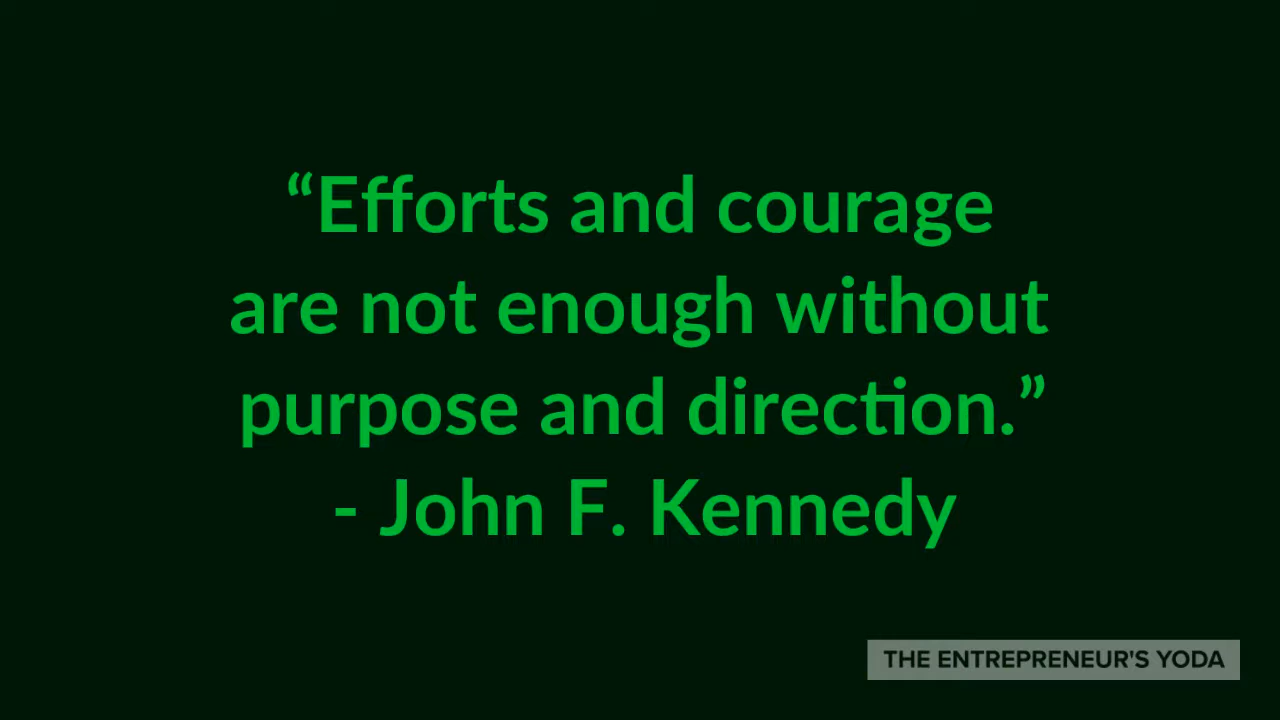 “Efforts and courage
are not enough without
purpose and direction.”
- John F. Kennedy
THE ENTREPRENEUR'S YODA